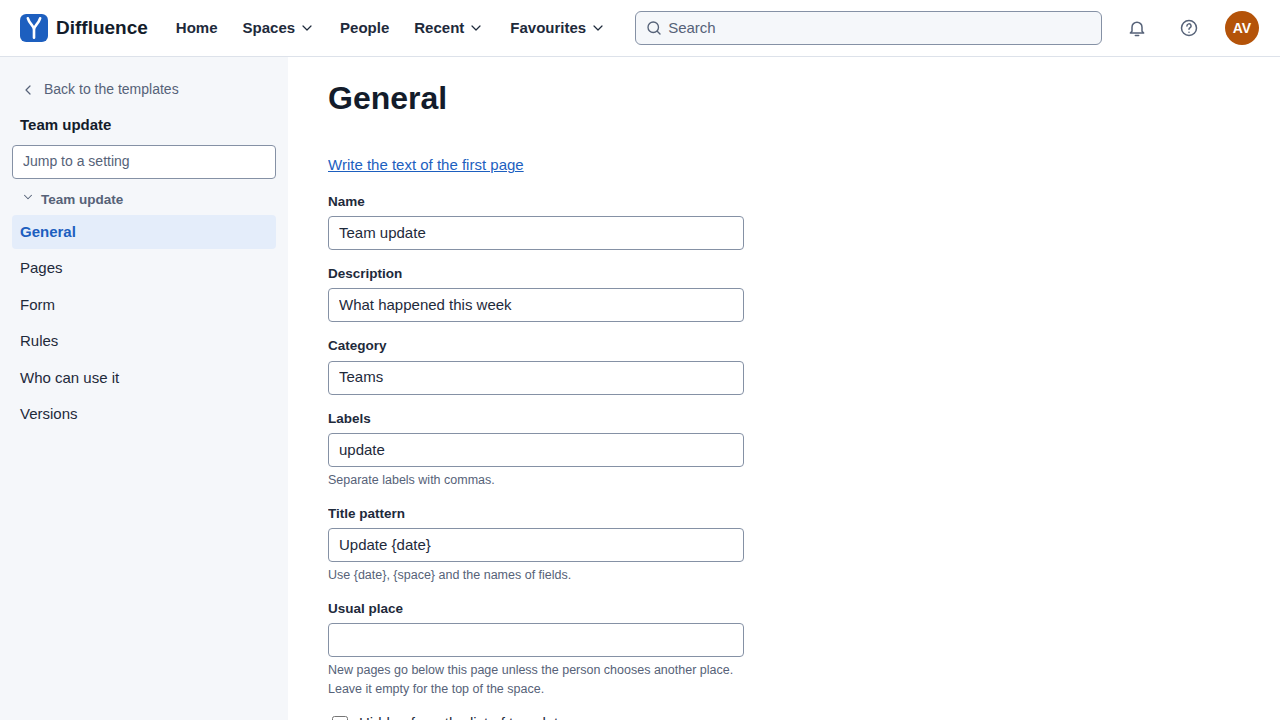 Diffluence
Home
Spaces
People
Recent
Favourites
Search
AV
Back to the templates
Team update
Jump to a setting
Team update
General
Pages
Form
Rules
Who can use it
Versions
General
Write the text of the first page
Name
Team update
Description
What happened this week
Category
Teams
Labels
update
Separate labels with commas.
Title pattern
Update {date}
Use {date}, {space} and the names of fields.
Usual place
New pages go below this page unless the person chooses another place.
Leave it empty for the top of the space.